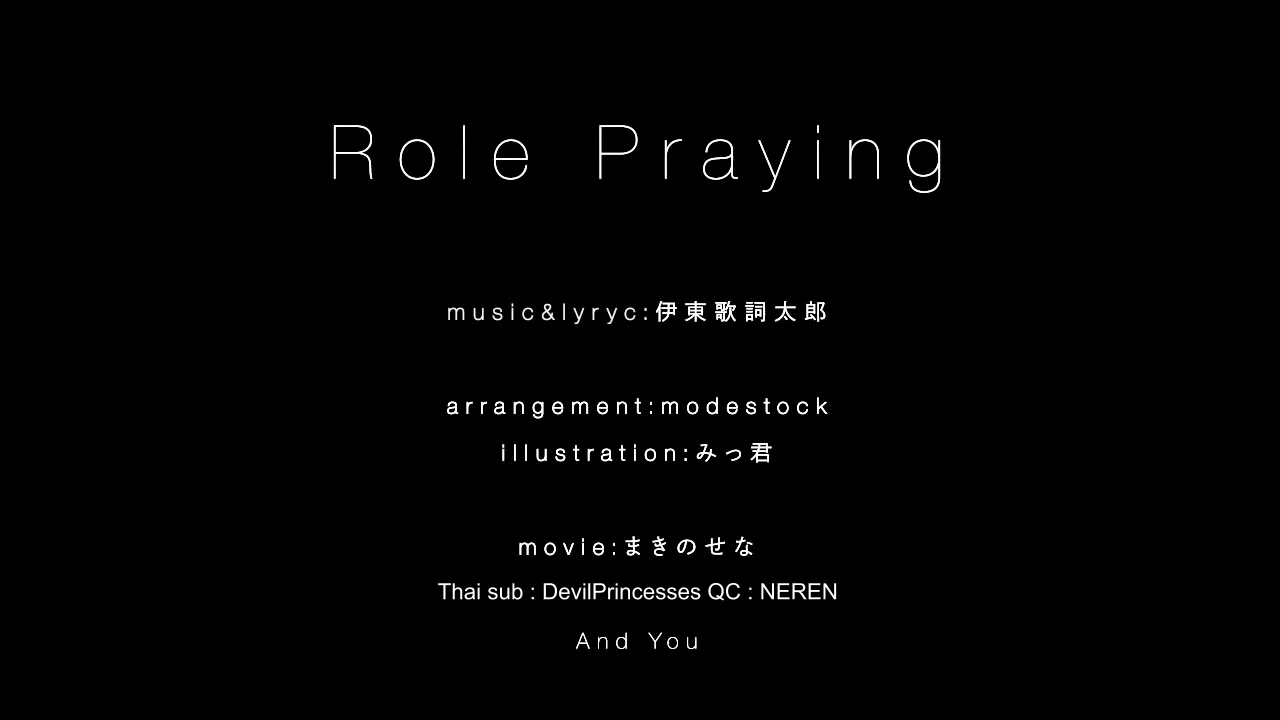 Role Praying
music&lyryc:伊東歌詞太郎
arrangement:modestock
illustration:みっ君
movie:まきのせな
Thai sub : DevilPrincesses QC : NEREN
And You